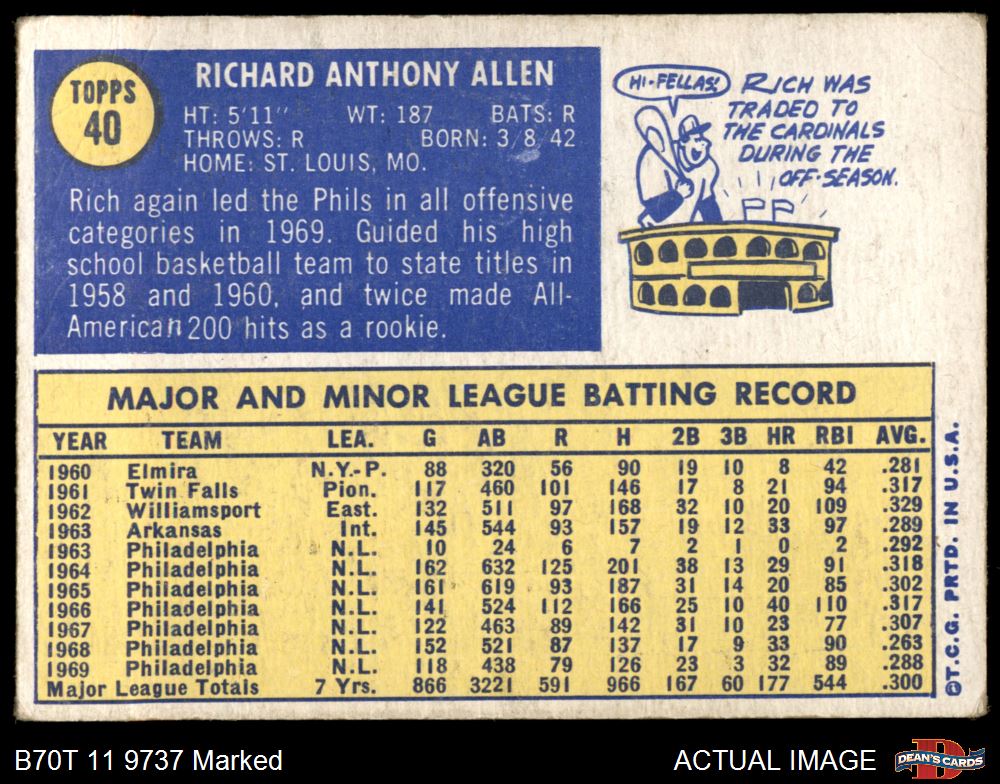 TOPPS
40
RICHARD ANTHONY ALLEN
HT: 5'11" WT: 187 BATS: R
THROWS: R BORN: 3/8/42
HOME: ST. LOUIS, MO.
Rich again led the Phils in all offensive
categories in 1969. Guided his high
school basketball team to state titles in
1958 and 1960, and twice made All-
American 200 hits as a rookie.
HI-FELLAS!
RICH WAS
TRADED TO
THE CARDINALS
DURING THE
OFF-SEASON.
MAJOR AND MINOR LEAGUE BATTING RECORD
YEAR TEAM LEA. G AB R H 2B 3B HR RBI AVG.
1960 Elmira N.Y.-P. 88 320 56 90 19 10 8 42 .281
1961 Twin Falls Pion. 117 460 101 146 17 8 21 94 .317
1962 Williamsport East. 132 511 97 168 32 10 20 109 .329
1963 Arkansas Int. 145 544 93 157 19 12 33 97 .289
1963 Philadelphia N.L. 10 24 6 7 2 1 0 2 .292
1964 Philadelphia N.L. 162 632 125 201 38 13 29 91 .318
1965 Philadelphia N.L. 161 619 93 187 31 14 20 85 .302
1966 Philadelphia N.L. 141 524 112 166 25 10 40 110 .317
1967 Philadelphia N.L. 122 463 89 142 31 10 23 77 .307
1968 Philadelphia N.L. 152 521 87 137 17 9 33 90 .263
1969 Philadelphia N.L. 118 438 79 126 23 3 32 89 .288
Major League Totals 7 Yrs. 866 3221 591 966 167 60 177 544 .300
©T.C.G. PRTD. IN U.S.A.
B70T 11 9737 Marked
ACTUAL IMAGE
DEAN'S CARDS